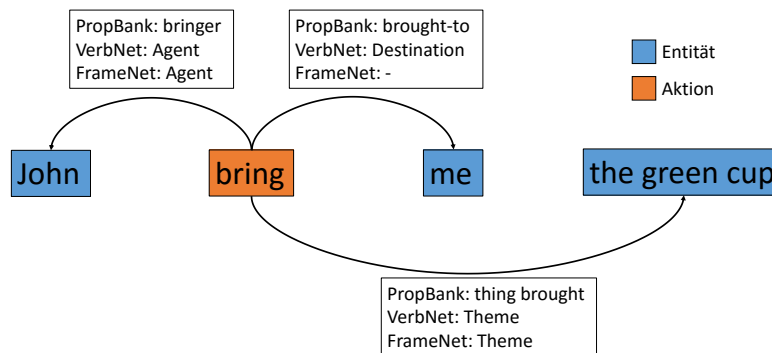 PropBank: bringer
VerbNet: Agent
FrameNet: Agent
PropBank: brought-to
VerbNet: Destination
FrameNet: -
Entität
Aktion
John
bring
me
the green cup
PropBank: thing brought
VerbNet: Theme
FrameNet: Theme